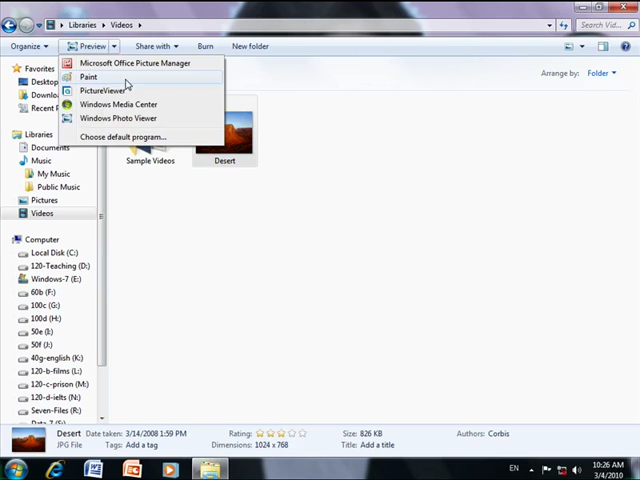 Libraries ▸ Videos ▸
Search Vid...
Organize
Preview
Share with
Burn
New folder
Microsoft Office Picture Manager
Paint
PictureViewer
Windows Media Center
Windows Photo Viewer
Choose default program...
Arrange by: Folder
Favorites
Desktop
Downlo
Recent P
Libraries
Documents
Music
My Music
Public Music
Pictures
Videos
Sample Videos
Desert
Computer
Local Disk (C:)
120-Teaching (D:)
Windows-7 (E:)
60b (F:)
100c (G:)
100d (H:)
50e (I:)
50f (J:)
40g-english (K:)
120-b-films (L:)
120-c-prison (M:)
120-d-ielts (N:)
Seven-Files (R:)
Desert Date taken: 3/14/2008 1:59 PM Rating: Size: 826 KB Authors: Corbis
JPG File Tags: Add a tag Dimensions: 1024 x 768 Title: Add a title
EN
10:26 AM
3/4/2010